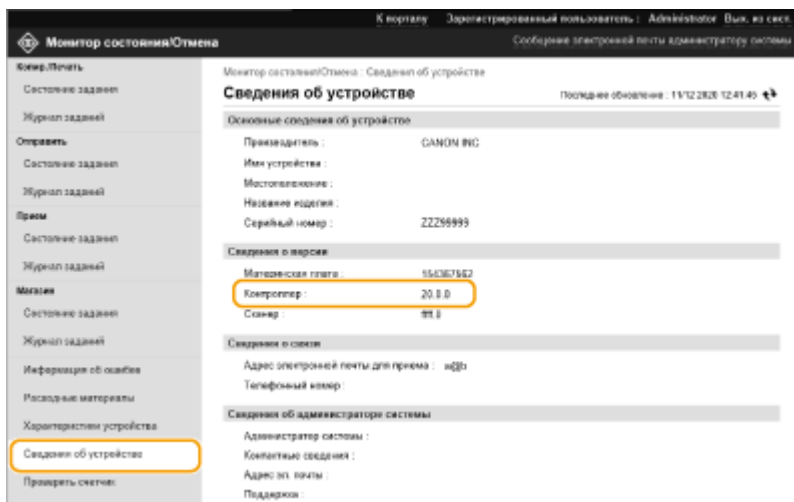 К порталу Зарегистрированный пользователь : Administrator Вых. из сист.
Монитор состояния/Отмена Сообщение электронной почты администратору системы
Копир./Печать
Состояние задания
Журнал заданий
Отправить
Состояние задания
Журнал заданий
Прием
Состояние задания
Журнал заданий
Магазин
Состояние задания
Журнал заданий
Информация об ошибке
Расходные материалы
Характеристики устройства
Сведения об устройстве
Проверить счетчик
Монитор состояния/Отмена : Сведения об устройстве
Сведения об устройстве Последнее обновление : 11/12 2020 12:41:45
Основные сведения об устройстве
Производитель : CANON INC
Имя устройства :
Местоположение :
Название изделия :
Серийный номер : ZZZ99999
Сведения о версии
Материнская плата :
Контроллер : 20.0.0
Сканер :
Сведения о связи
Адрес электронной почты для приема : a@b
Телефонный номер :
Сведения об администраторе системы
Администратор системы :
Контактные сведения :
Адрес эл. почты :
Поддержка :